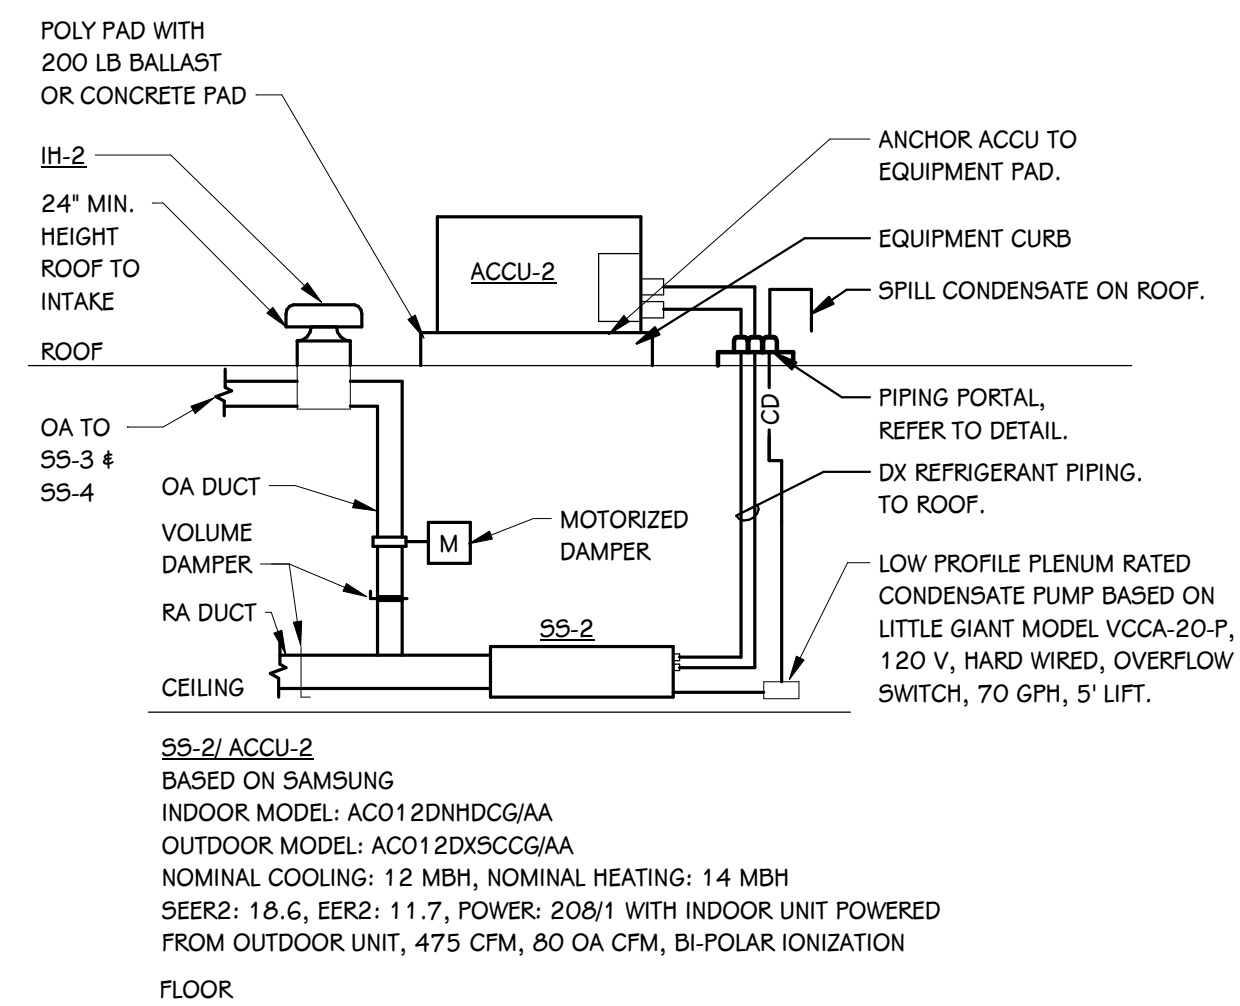 POLY PAD WITH
200 LB BALLAST
OR CONCRETE PAD
IH-2
24" MIN.
HEIGHT
ROOF TO
INTAKE
ROOF
OA TO
SS-3 &
SS-4
ACCU-2
ANCHOR ACCU TO
EQUIPMENT PAD.
EQUIPMENT CURB
SPILL CONDENSATE ON ROOF.
PIPING PORTAL,
REFER TO DETAIL.
CD
DX REFRIGERANT PIPING.
TO ROOF.
OA DUCT
VOLUME
DAMPER
RA DUCT
CEILING
M
MOTORIZED
DAMPER
SS-2
LOW PROFILE PLENUM RATED
CONDENSATE PUMP BASED ON
LITTLE GIANT MODEL VCCA-20-P,
120 V, HARD WIRED, OVERFLOW
SWITCH, 70 GPH, 5' LIFT.
SS-2/ ACCU-2
BASED ON SAMSUNG
INDOOR MODEL: AC012DNHDCG/AA
OUTDOOR MODEL: AC012DXSCCG/AA
NOMINAL COOLING: 12 MBH, NOMINAL HEATING: 14 MBH
SEER2: 18.6, EER2: 11.7, POWER: 208/1 WITH INDOOR UNIT POWERED
FROM OUTDOOR UNIT, 475 CFM, 80 OA CFM, BI-POLAR IONIZATION
FLOOR